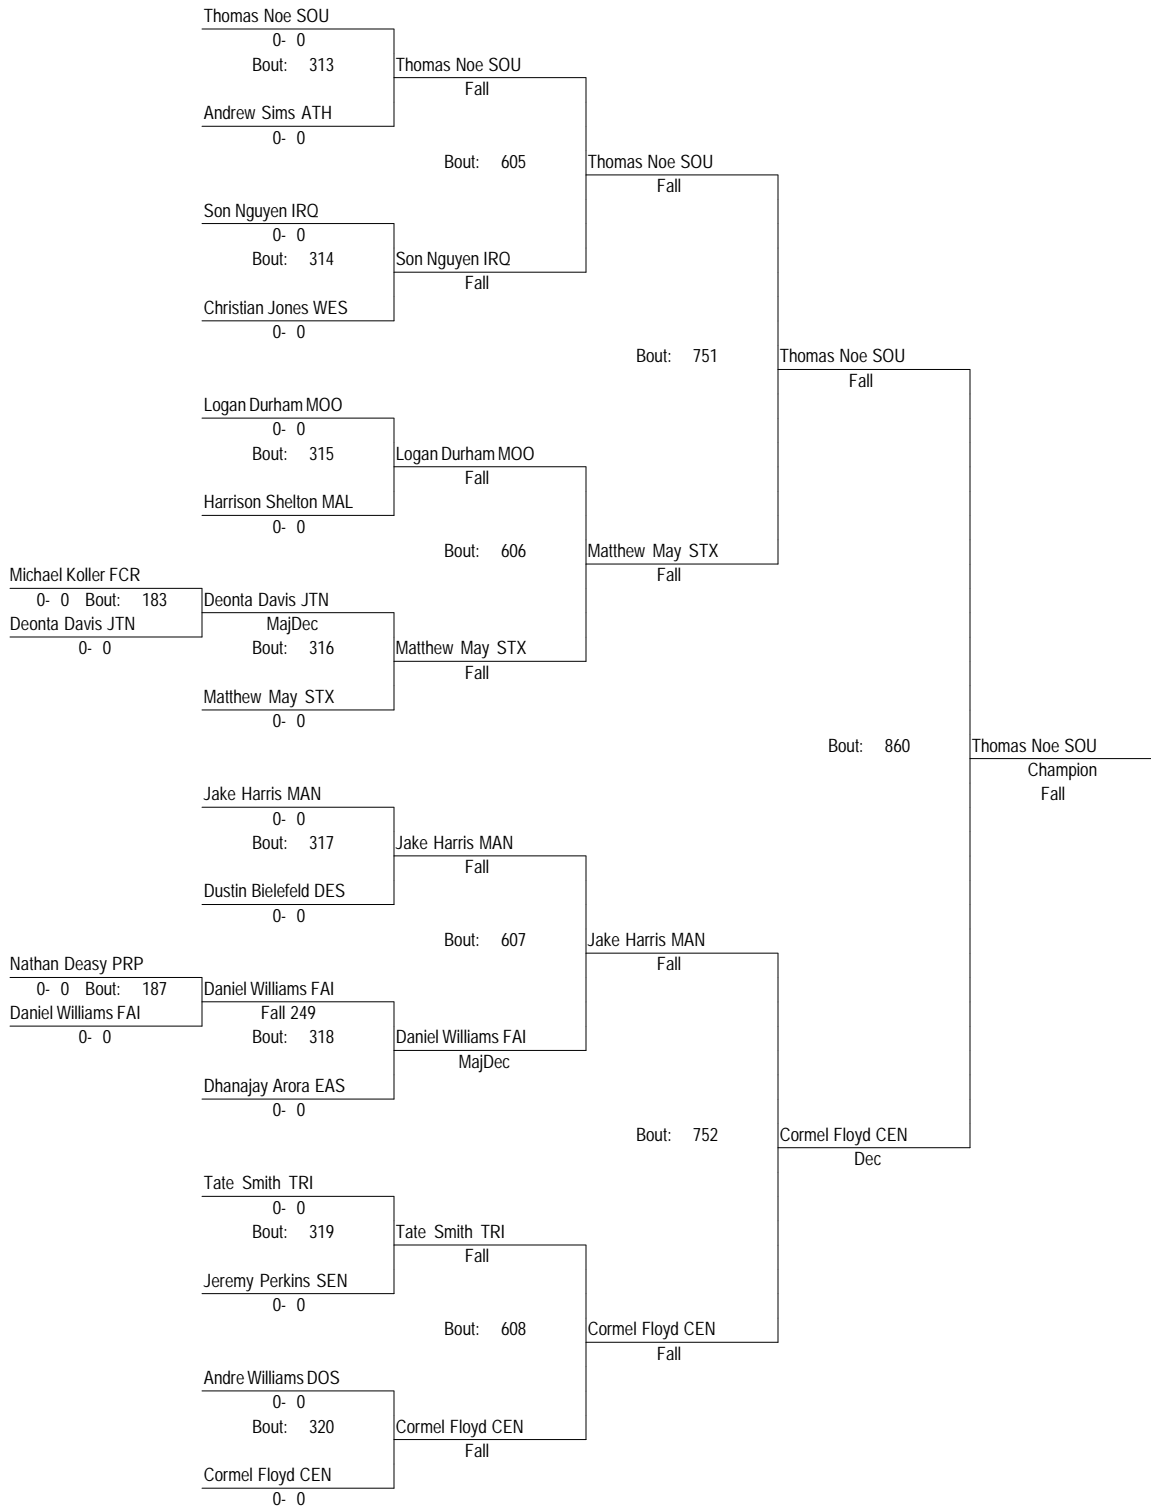 Thomas Noe SOU
0- 0
Bout: 313
Thomas Noe SOU
Fall
Andrew Sims ATH
0- 0
Bout: 605
Thomas Noe SOU
Fall
Son Nguyen IRQ
0- 0
Bout: 314
Son Nguyen IRQ
Fall
Christian Jones WES
0- 0
Bout: 751
Thomas Noe SOU
Fall
Logan Durham MOO
0- 0
Bout: 315
Logan Durham MOO
Fall
Harrison Shelton MAL
0- 0
Bout: 606
Matthew May STX
Fall
Michael Koller FCR
0- 0 Bout: 183
Deonta Davis JTN
Deonta Davis JTN
0- 0
MajDec
Bout: 316
Matthew May STX
Fall
Matthew May STX
0- 0
Bout: 860
Thomas Noe SOU
Champion
Fall
Jake Harris MAN
0- 0
Bout: 317
Jake Harris MAN
Fall
Dustin Bielefeld DES
0- 0
Bout: 607
Jake Harris MAN
Fall
Nathan Deasy PRP
0- 0 Bout: 187
Daniel Williams FAI
Daniel Williams FAI
0- 0
Fall 249
Bout: 318
Daniel Williams FAI
MajDec
Dhanajay Arora EAS
0- 0
Bout: 752
Cormel Floyd CEN
Dec
Tate Smith TRI
0- 0
Bout: 319
Tate Smith TRI
Fall
Jeremy Perkins SEN
0- 0
Bout: 608
Cormel Floyd CEN
Fall
Andre Williams DOS
0- 0
Bout: 320
Cormel Floyd CEN
Fall
Cormel Floyd CEN
0- 0